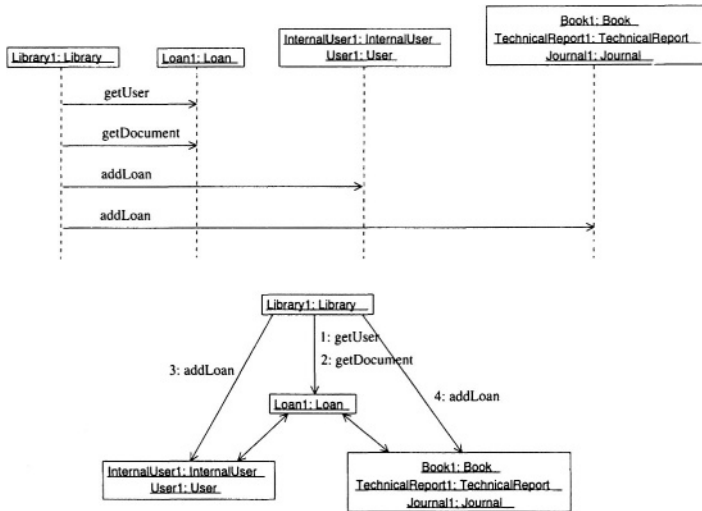 Book1: Book
InternalUser1: InternalUser
TechnicalReport1: TechnicalReport
Library1: Library
Loan1: Loan
User1: User
Journal1: Journal
getUser
getDocument
addLoan
addLoan
Library1: Library
1: getUser
2: getDocument
3: addLoan
4: addLoan
Loan1: Loan
InternalUser1: InternalUser
User1: User
Book1: Book
TechnicalReport1: TechnicalReport
Journal1: Journal